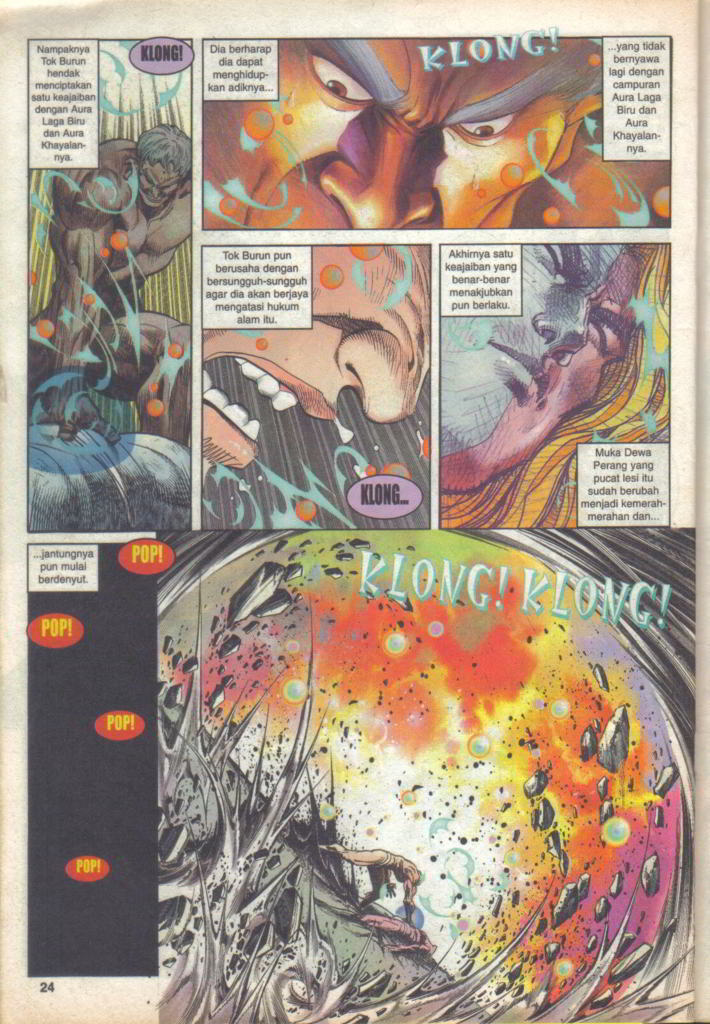 Nampaknya
Tok Burun
hendak
menciptakan
satu keajaiban
dengan Aura
Laga Biru
dan Aura
Khayalan-
nya.
KLONG!
Dia berharap
dia dapat
menghidup-
kan adiknya...
KLONG!
...yang tidak
bernyawa
lagi dengan
campuran
Aura Laga
Biru dan
Aura
Khayalan-
nya.
Tok Burun pun
berusaha dengan
bersungguh-sungguh
agar dia akan berjaya
mengatasi hukum
alam itu.
KLONG...
Akhirnya satu
keajaiban yang
benar-benar
menakjubkan
pun berlaku.
Muka Dewa
Perang yang
pucat lesi itu
sudah berubah
menjadi kemerah-
merahan dan...
...jantungnya
pun mulai
berdenyut.
POP!
POP!
POP!
POP!
KLONG! KLONG!
24